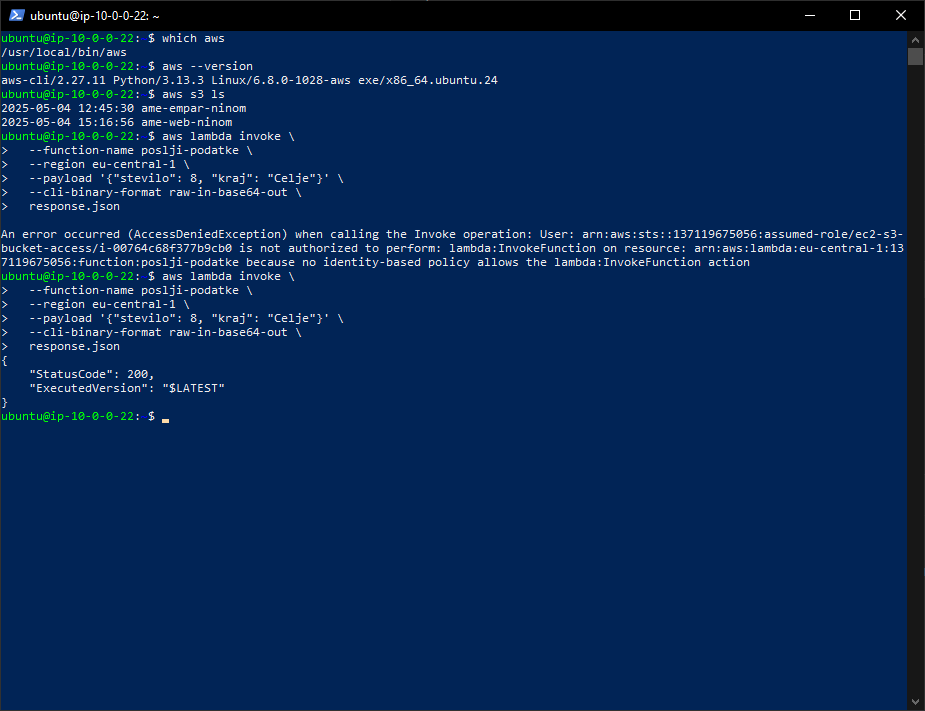 ubuntu@ip-10-0-0-22: ~
ubuntu@ip-10-0-0-22:~$ which aws
/usr/local/bin/aws
ubuntu@ip-10-0-0-22:~$ aws --version
aws-cli/2.27.11 Python/3.13.3 Linux/6.8.0-1028-aws exe/x86_64.ubuntu.24
ubuntu@ip-10-0-0-22:~$ aws s3 ls
2025-05-04 12:45:30 ame-empar-ninom
2025-05-04 15:16:56 ame-web-ninom
ubuntu@ip-10-0-0-22:~$ aws lambda invoke \
>   --function-name poslji-podatke \
>   --region eu-central-1 \
>   --payload '{"stevilo": 8, "kraj": "Celje"}' \
>   --cli-binary-format raw-in-base64-out \
>   response.json
An error occurred (AccessDeniedException) when calling the Invoke operation: User: arn:aws:sts::137119675056:assumed-role/ec2-s3-
bucket-access/i-00764c68f377b9cb0 is not authorized to perform: lambda:InvokeFunction on resource: arn:aws:lambda:eu-central-1:13
7119675056:function:poslji-podatke because no identity-based policy allows the lambda:InvokeFunction action
ubuntu@ip-10-0-0-22:~$ aws lambda invoke \
>   --function-name poslji-podatke \
>   --region eu-central-1 \
>   --payload '{"stevilo": 8, "kraj": "Celje"}' \
>   --cli-binary-format raw-in-base64-out \
>   response.json
{
    "StatusCode": 200,
    "ExecutedVersion": "$LATEST"
}
ubuntu@ip-10-0-0-22:~$